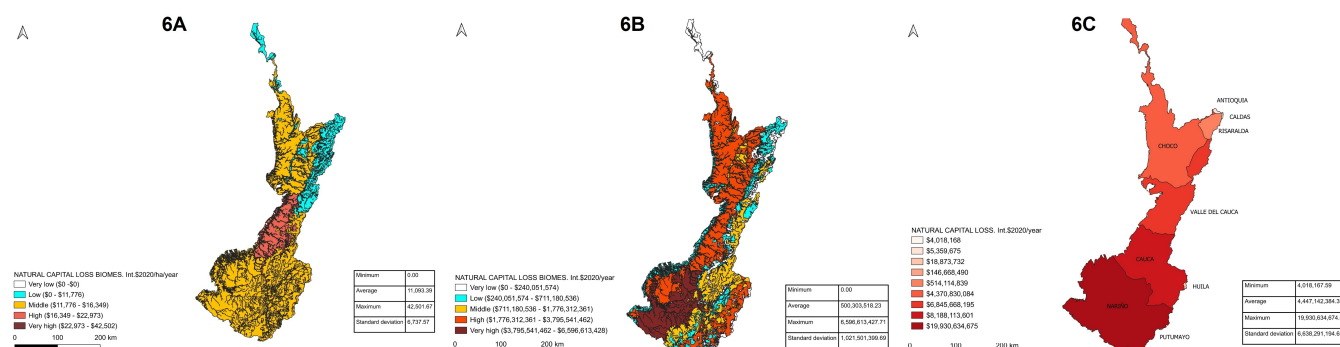 6A
NATURAL CAPITAL LOSS BIOMES. Int.$2020/ha/year
Very low ($0 -$0)
Low ($0 - $11,776)
Middle ($11,776 - $16,349)
High ($16,349 - $22,973)
Very high ($22,973 - $42,502)
0 100 200 km
Minimum 0.00
Average 11,093.39
Maximum 42,501.67
Standard deviation 6,737.57
6B
NATURAL CAPITAL LOSS BIOMES. Int.$2020/year
Very low ($0 - $240,051,574)
Low ($240,051,574 - $711,180,536)
Middle ($711,180,536 - $1,776,312,361)
High ($1,776,312,361 - $3,795,541,462)
Very high ($3,795,541,462 - $6,596,613,428)
0 100 200 km
Minimum 0.00
Average 500,303,518.23
Maximum 6,596,613,427.71
Standard deviation 1,021,501,399.69
6C
ANTIOQUIA
CALDAS
RISARALDA
CHOCO
VALLE DEL CAUCA
CAUCA
HUILA
NARIÑO
PUTUMAYO
NATURAL CAPITAL LOSS. Int.$2020/year
$4,018,168
$5,359,675
$18,873,732
$146,668,490
$514,114,839
$4,370,830,084
$6,845,668,195
$8,188,113,601
$19,930,634,675
0 100 200 km
Minimum 4,018,167.59
Average 4,447,142,384.3
Maximum 19,930,634,674.
Standard deviation 6,638,291,194.6